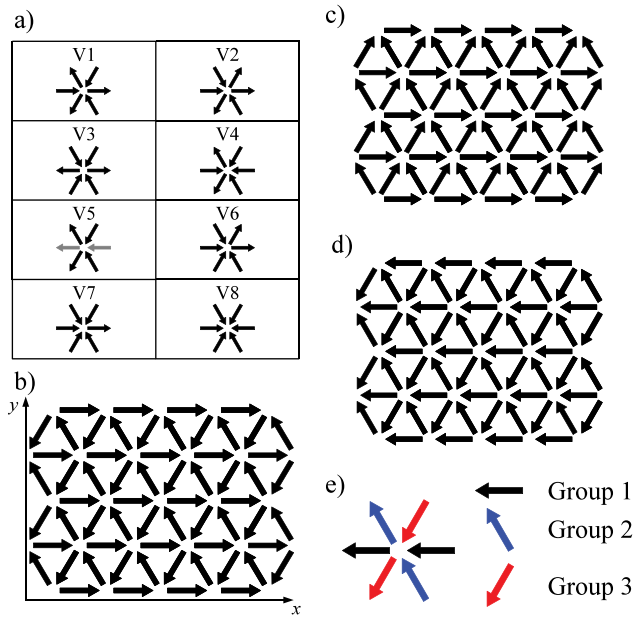 a)
V1 V2
V3 V4
V5 V6
V7 V8
b)
y
x
c)
d)
e)
Group 1
Group 2
Group 3